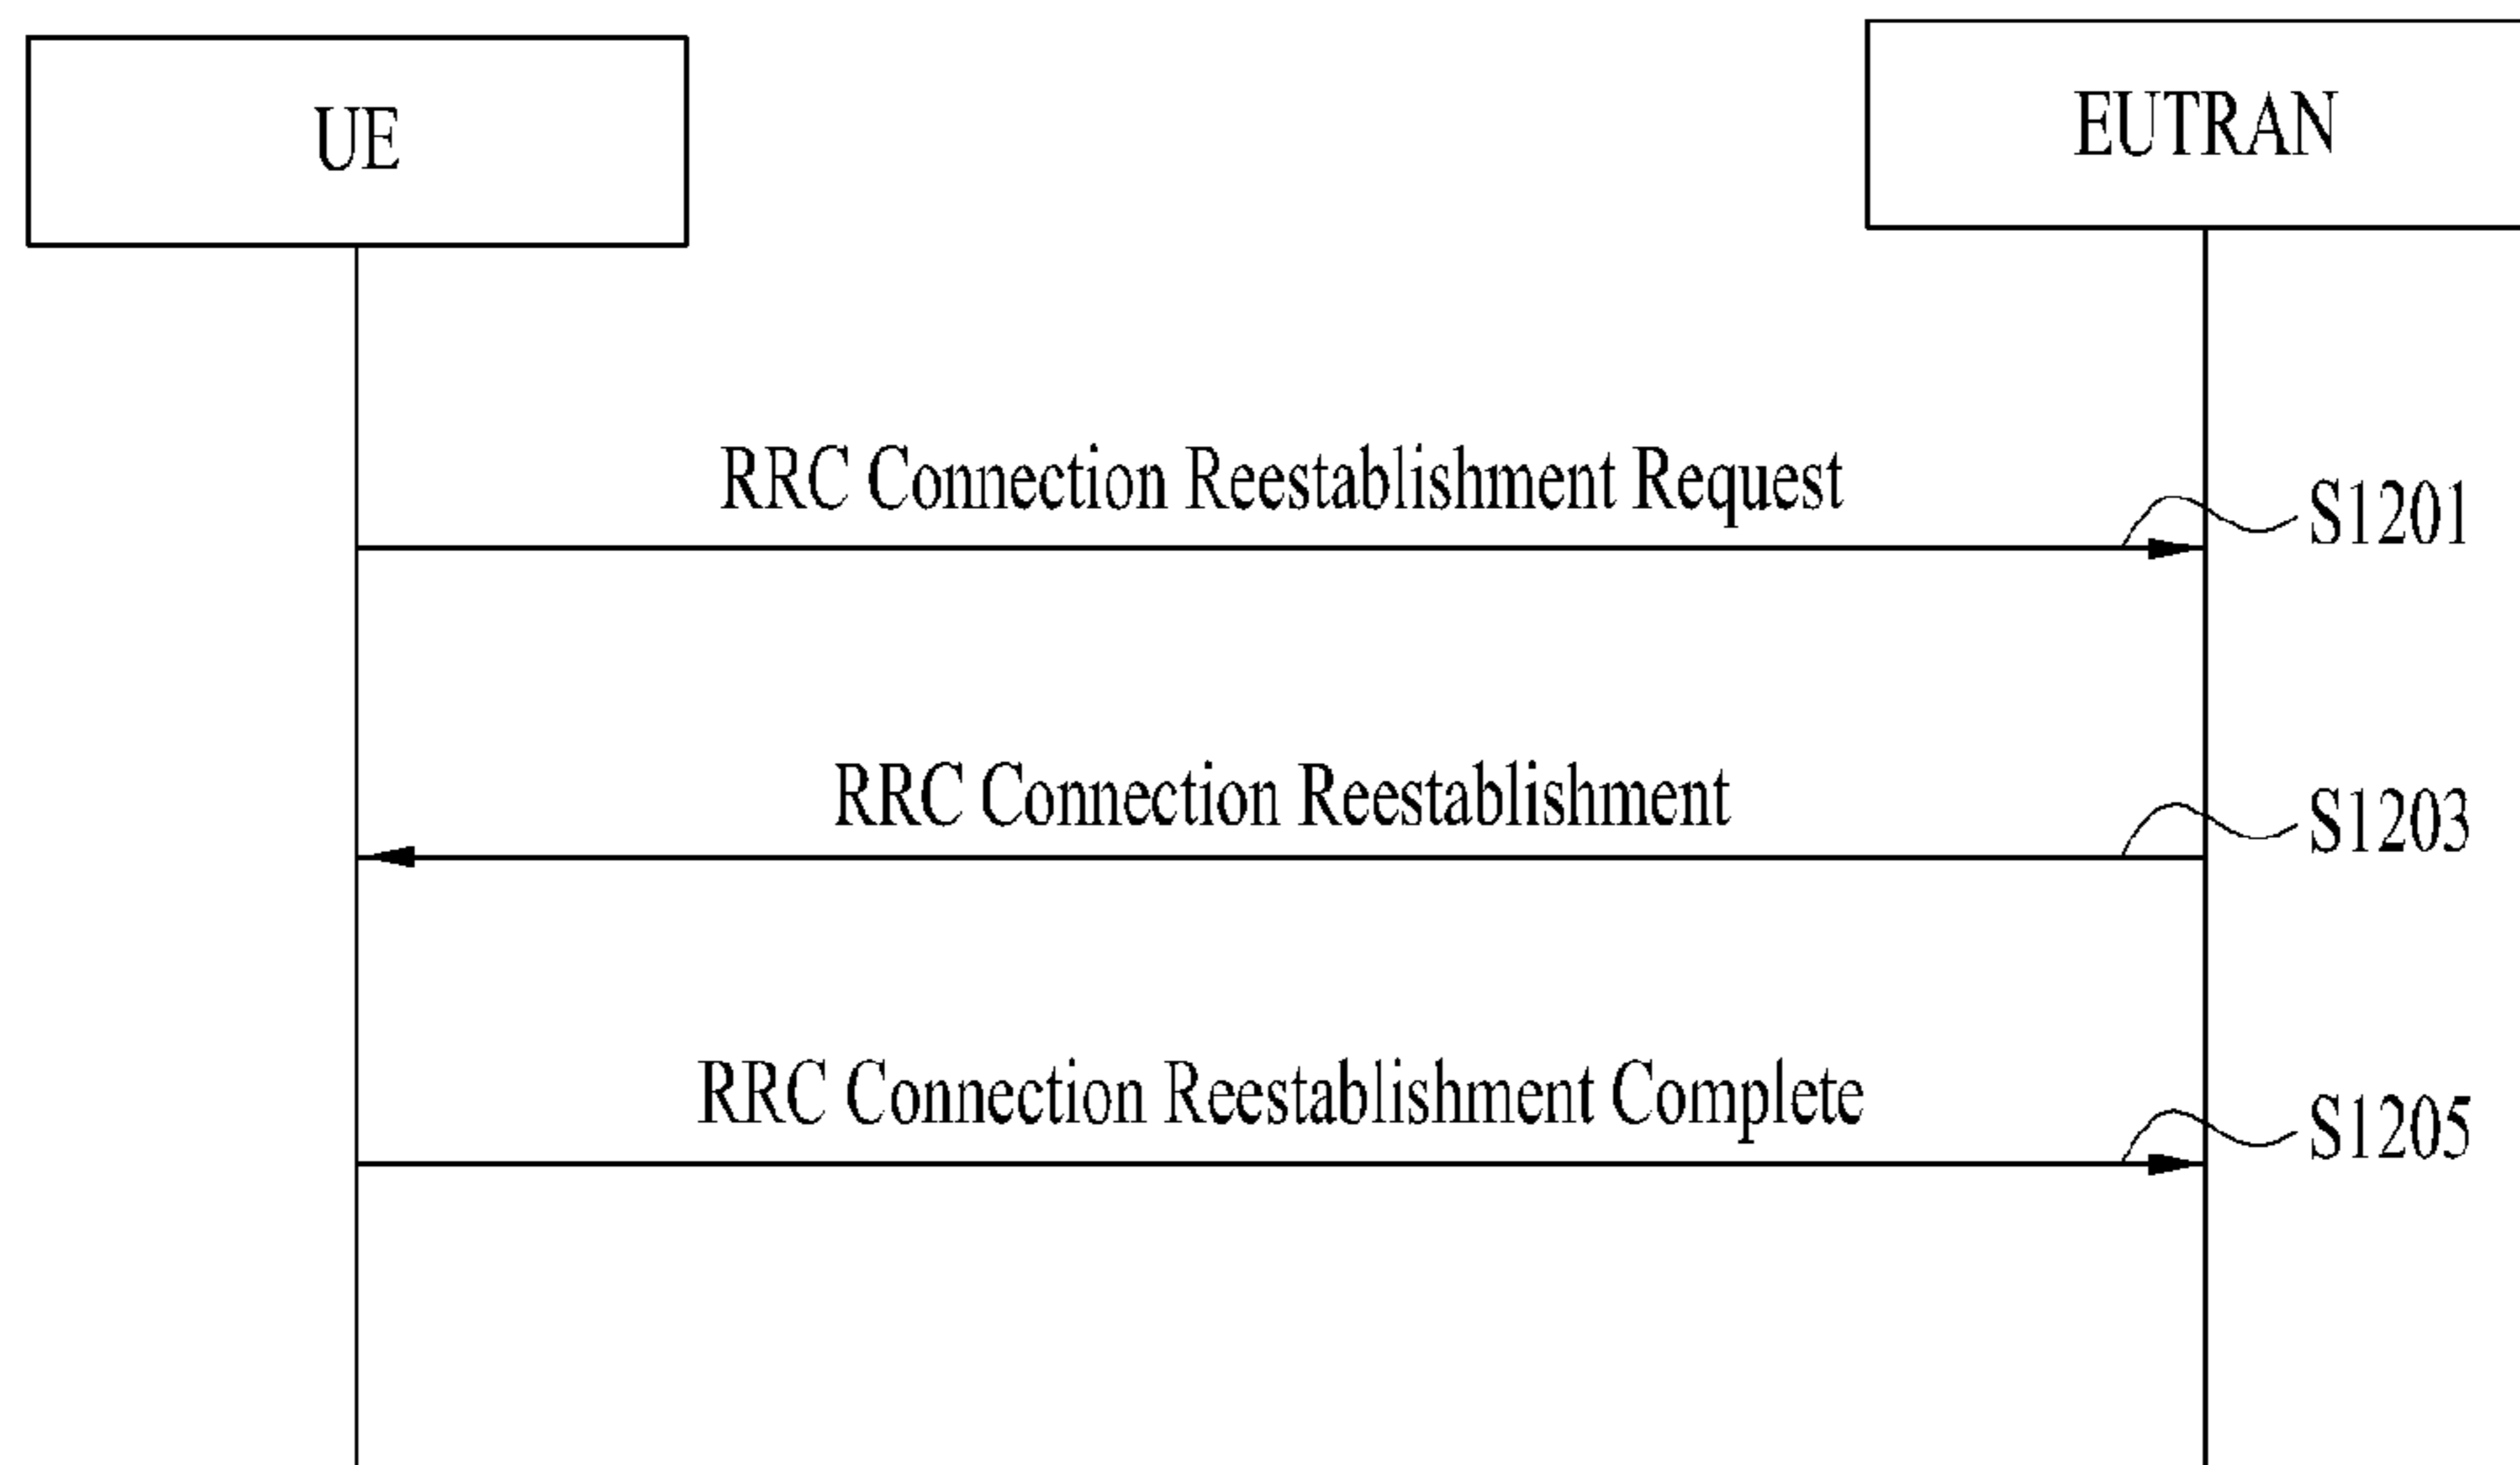 UE
EUTRAN
RRC Connection Reestablishment Request
S1201
RRC Connection Reestablishment
S1203
RRC Connection Reestablishment Complete
S1205